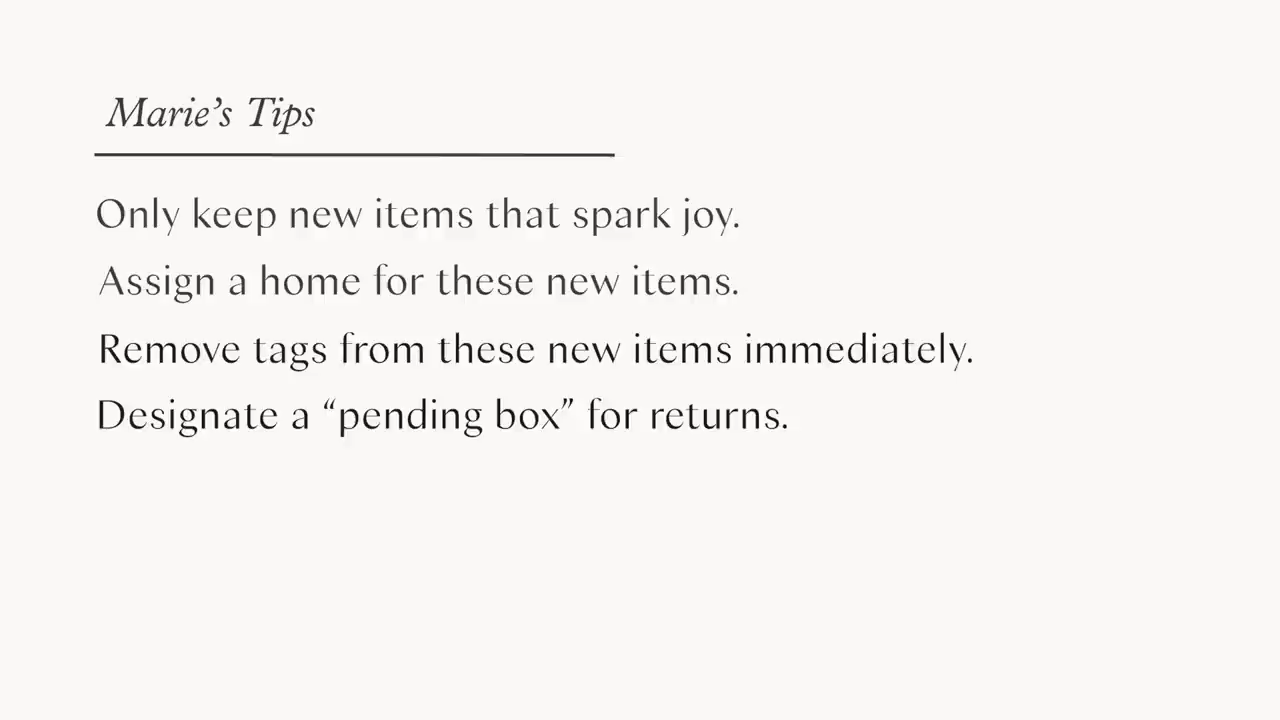 Marie’s Tips
Only keep new items that spark joy.
Assign a home for these new items.
Remove tags from these new items immediately.
Designate a “pending box” for returns.